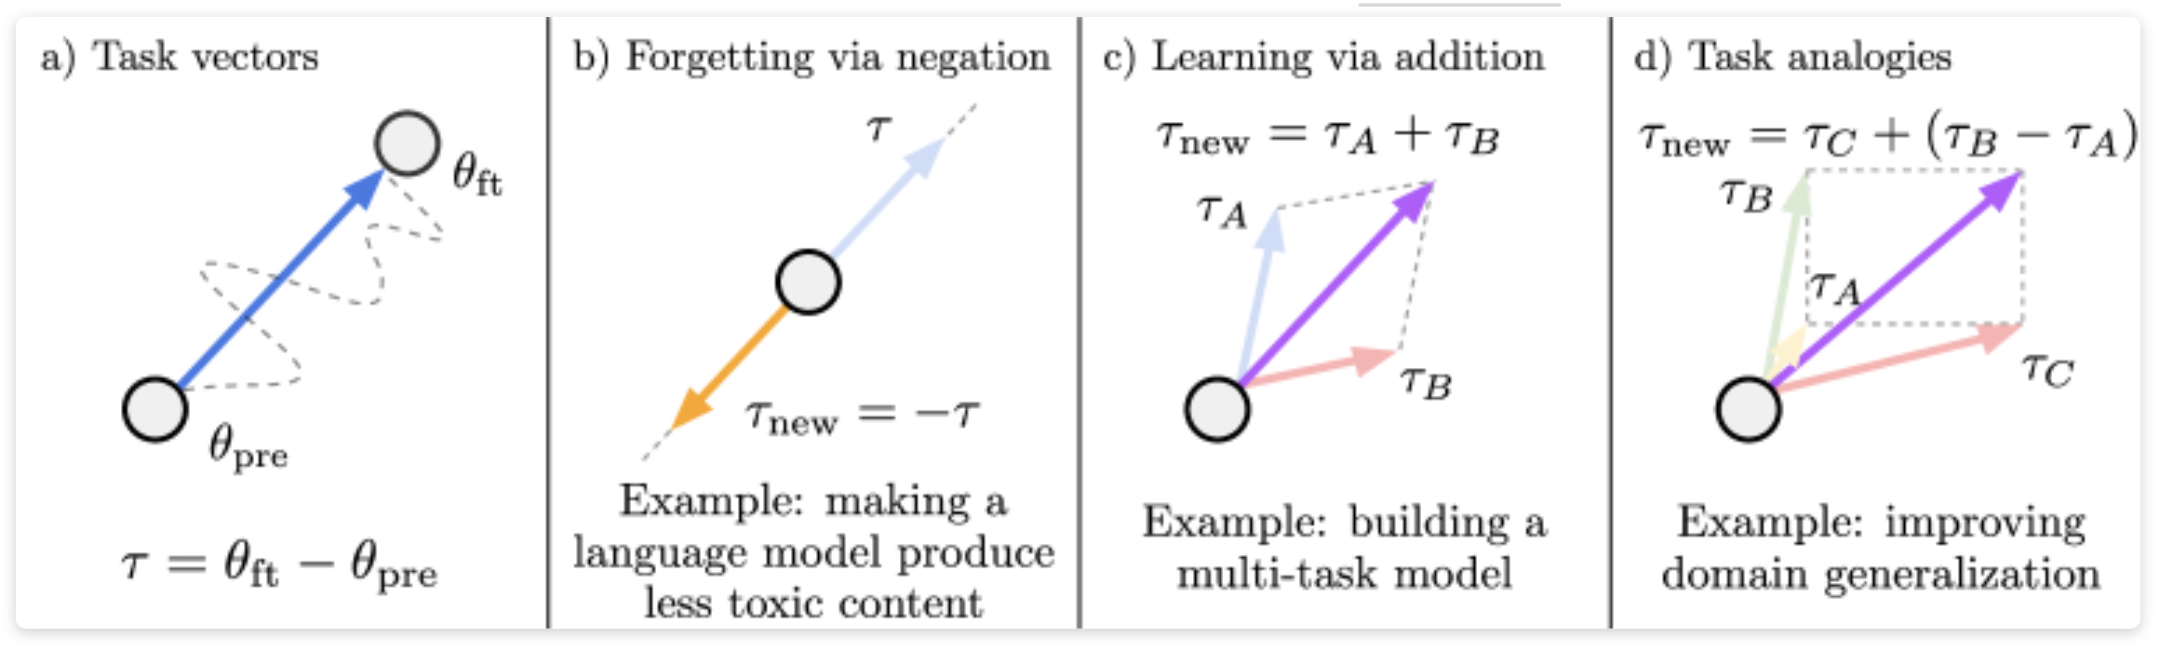 a) Task vectors
θft
θpre
τ = θft − θpre
b) Forgetting via negation
τ
τnew = −τ
Example: making a
language model produce
less toxic content
c) Learning via addition
τnew = τA + τB
τA
τB
Example: building a
multi-task model
d) Task analogies
τnew = τC + (τB − τA)
τB
τA
τC
Example: improving
domain generalization